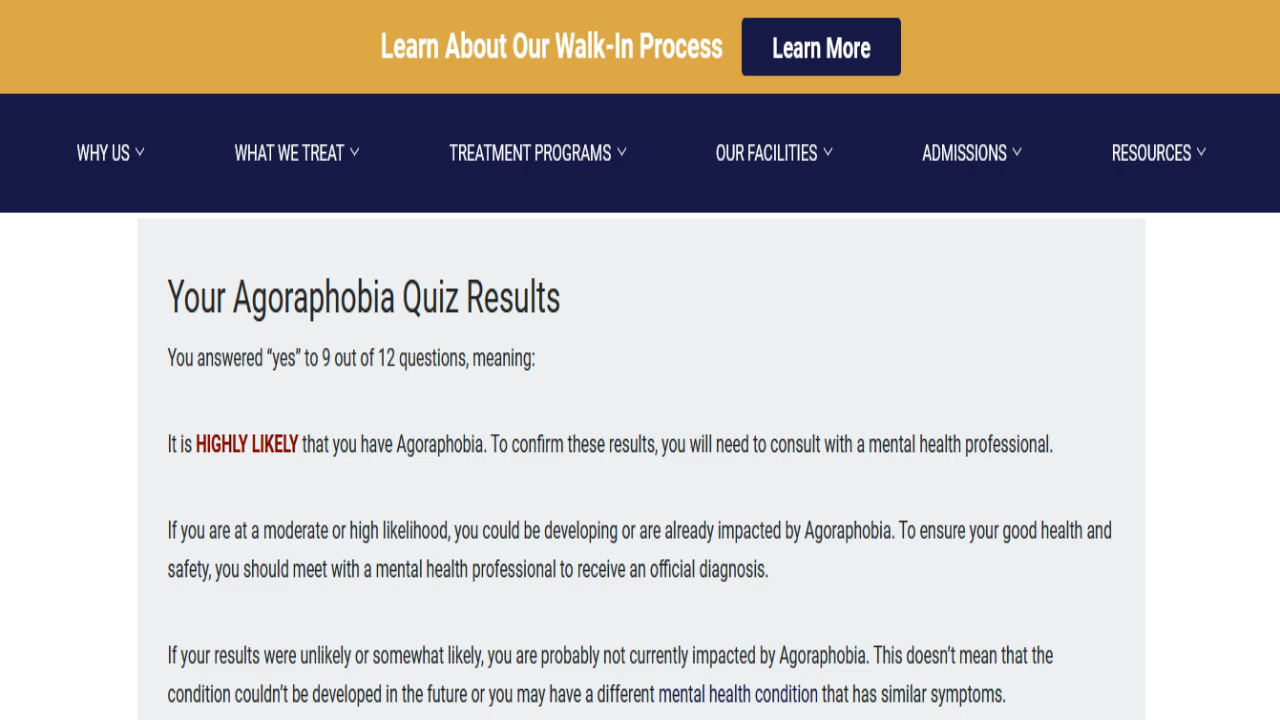 Learn About Our Walk-In Process Learn More
WHY US WHAT WE TREAT TREATMENT PROGRAMS OUR FACILITIES ADMISSIONS RESOURCES
Your Agoraphobia Quiz Results
You answered “yes” to 9 out of 12 questions, meaning:
It is HIGHLY LIKELY that you have Agoraphobia. To confirm these results, you will need to consult with a mental health professional.
If you are at a moderate or high likelihood, you could be developing or are already impacted by Agoraphobia. To ensure your good health and
safety, you should meet with a mental health professional to receive an official diagnosis.
If your results were unlikely or somewhat likely, you are probably not currently impacted by Agoraphobia. This doesn’t mean that the
condition couldn’t be developed in the future or you may have a different mental health condition that has similar symptoms.